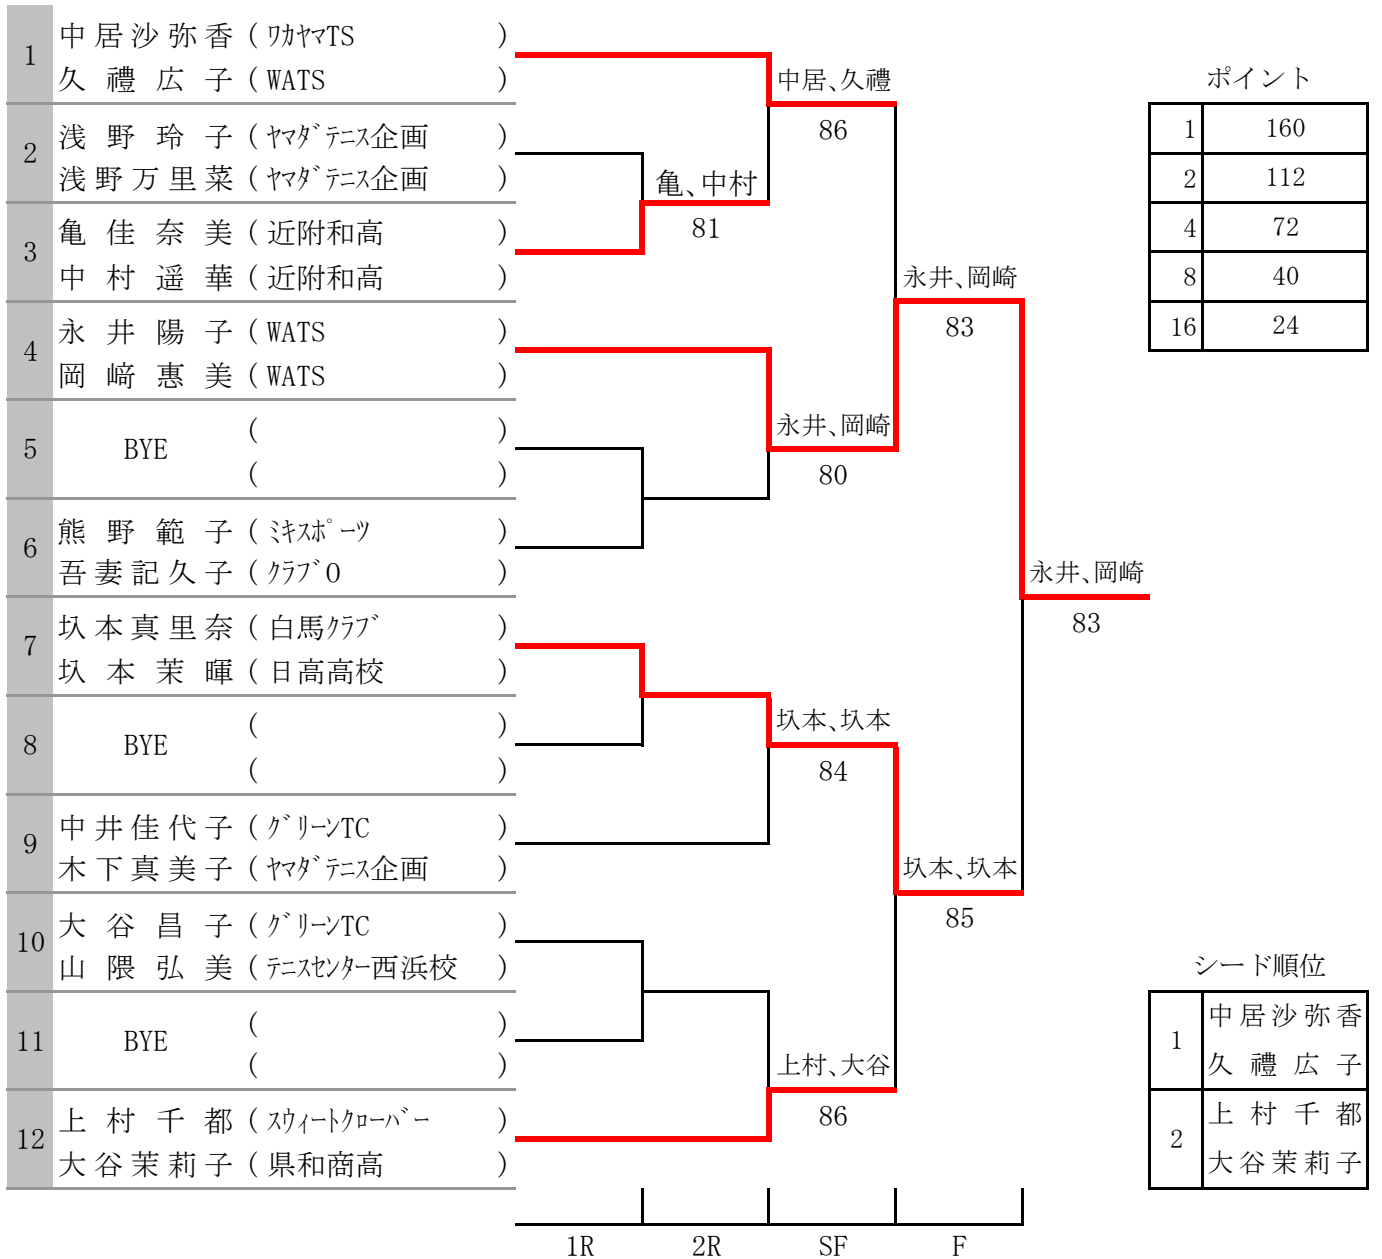 1 中居沙弥香 ( ﾜｶﾔﾏTS )
久禮広子 ( WATS )
2 浅野玲子 ( ﾔﾏﾀﾞﾃﾆｽ企画 )
浅野万里菜 ( ﾔﾏﾀﾞﾃﾆｽ企画 )
3 亀佳奈美 ( 近附和高 )
中村遥華 ( 近附和高 )
4 永井陽子 ( WATS )
岡﨑惠美 ( WATS )
5 BYE ( )
( )
6 熊野範子 ( ﾐｷｽﾎﾟｰﾂ )
吾妻記久子 ( ｸﾗﾌﾞO )
7 圦本真里奈 ( 白馬ｸﾗﾌﾞ )
圦本茉暉 ( 日高高校 )
8 BYE ( )
( )
9 中井佳代子 ( ｸﾞﾘｰﾝTC )
木下真美子 ( ﾔﾏﾀﾞﾃﾆｽ企画 )
10 大谷昌子 ( ｸﾞﾘｰﾝTC )
山隈弘美 ( ﾃﾆｽｾﾝﾀｰ西浜校 )
11 BYE ( )
( )
12 上村千都 ( ｽｳｨｰﾄｸﾛｰﾊﾞｰ )
大谷茉莉子 ( 県和商高 )
亀、中村
81
中居、久禮
86
永井、岡崎
80
圦本、圦本
84
上村、大谷
86
永井、岡崎
83
圦本、圦本
85
永井、岡崎
83
1R 2R SF F
ポイント
1 160
2 112
4 72
8 40
16 24
シード順位
1 中居沙弥香
久禮広子
2 上村千都
大谷茉莉子